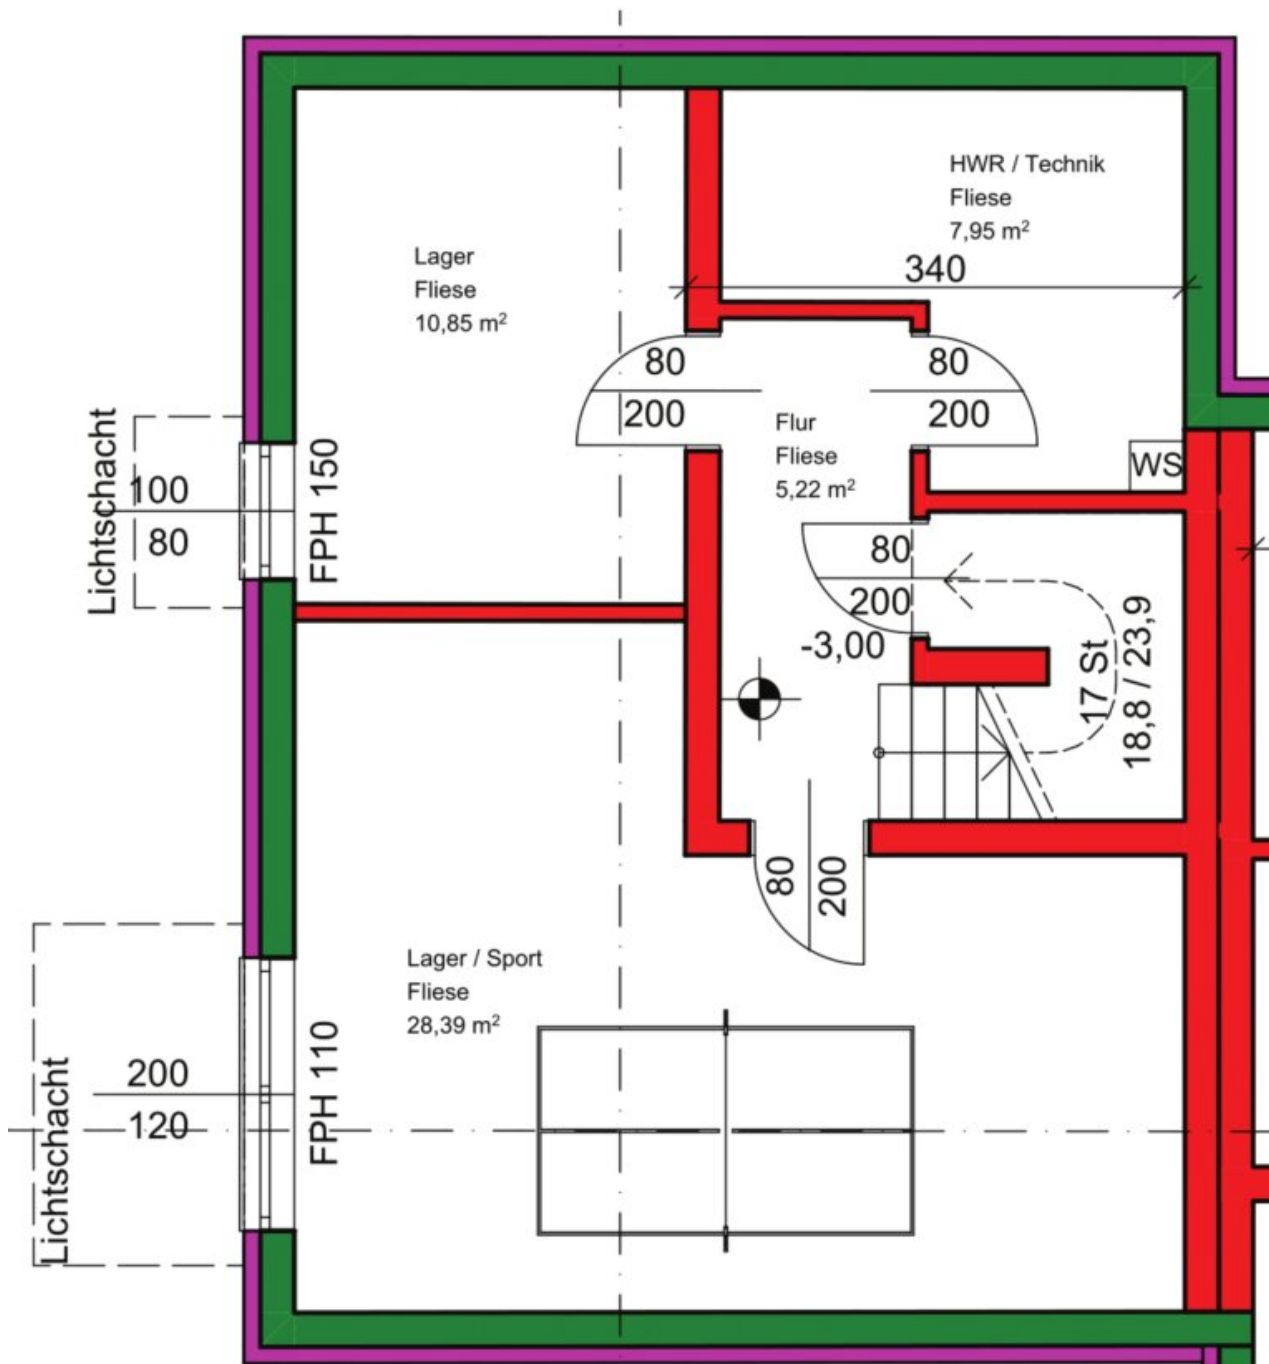 HWR / Technik
Fliese
7,95 m²
340
Lager
Fliese
10,85 m²
80
200
80
200
Flur
Fliese
5,22 m²
WS
Lichtschacht
100
80
FPH 150
80
200
-3,00
17 St
18,8 / 23,9
80
200
Lager / Sport
Fliese
28,39 m²
Lichtschacht
200
120
FPH 110